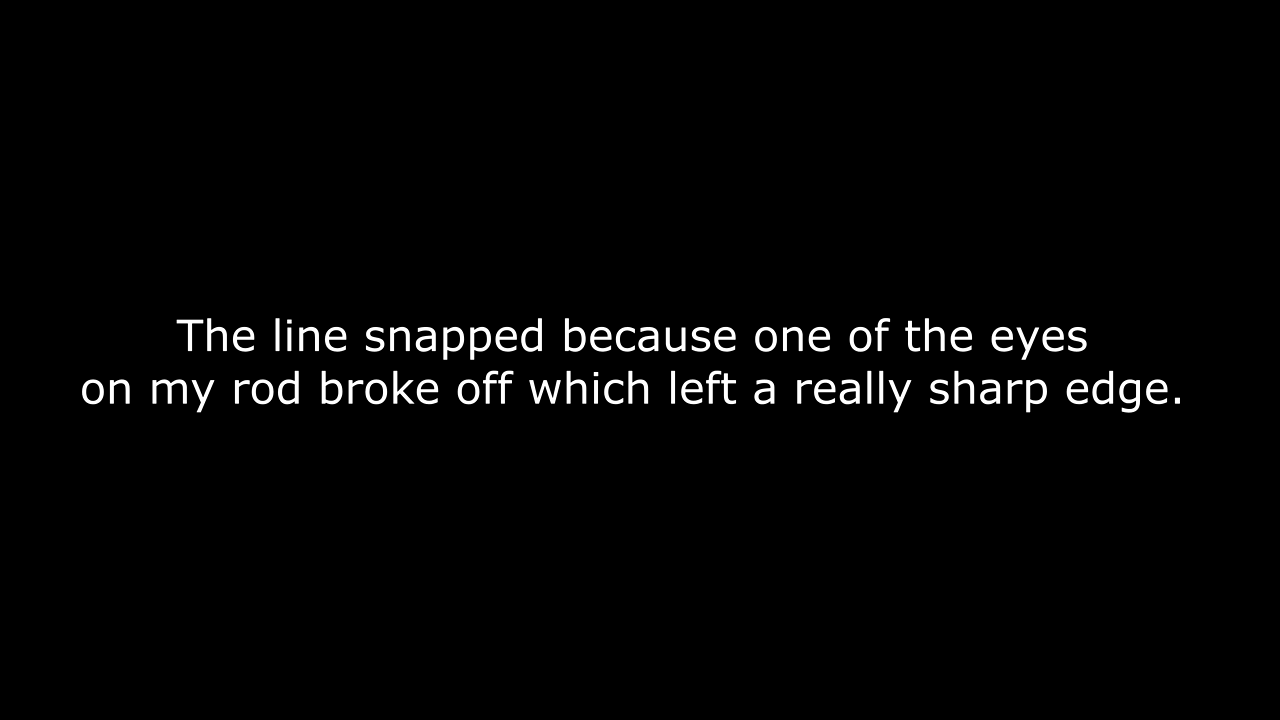 The line snapped because one of the eyes
on my rod broke off which left a really sharp edge.